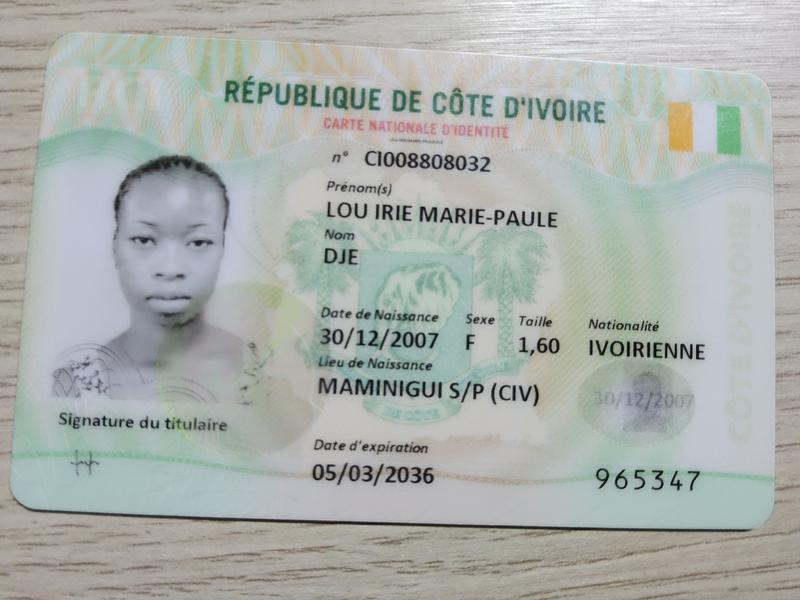 RÉPUBLIQUE DE CÔTE D'IVOIRE
CARTE NATIONALE D'IDENTITÉ
n° CI008808032
Prénom(s)
LOU IRIE MARIE-PAULE
Nom
DJE
Date de Naissance Sexe Taille Nationalité
30/12/2007 F 1,60 IVOIRIENNE
Lieu de Naissance
MAMINIGUI S/P (CIV)
30/12/2007
Signature du titulaire
Date d'expiration
05/03/2036
965347
CÔTE D'IVOIRE